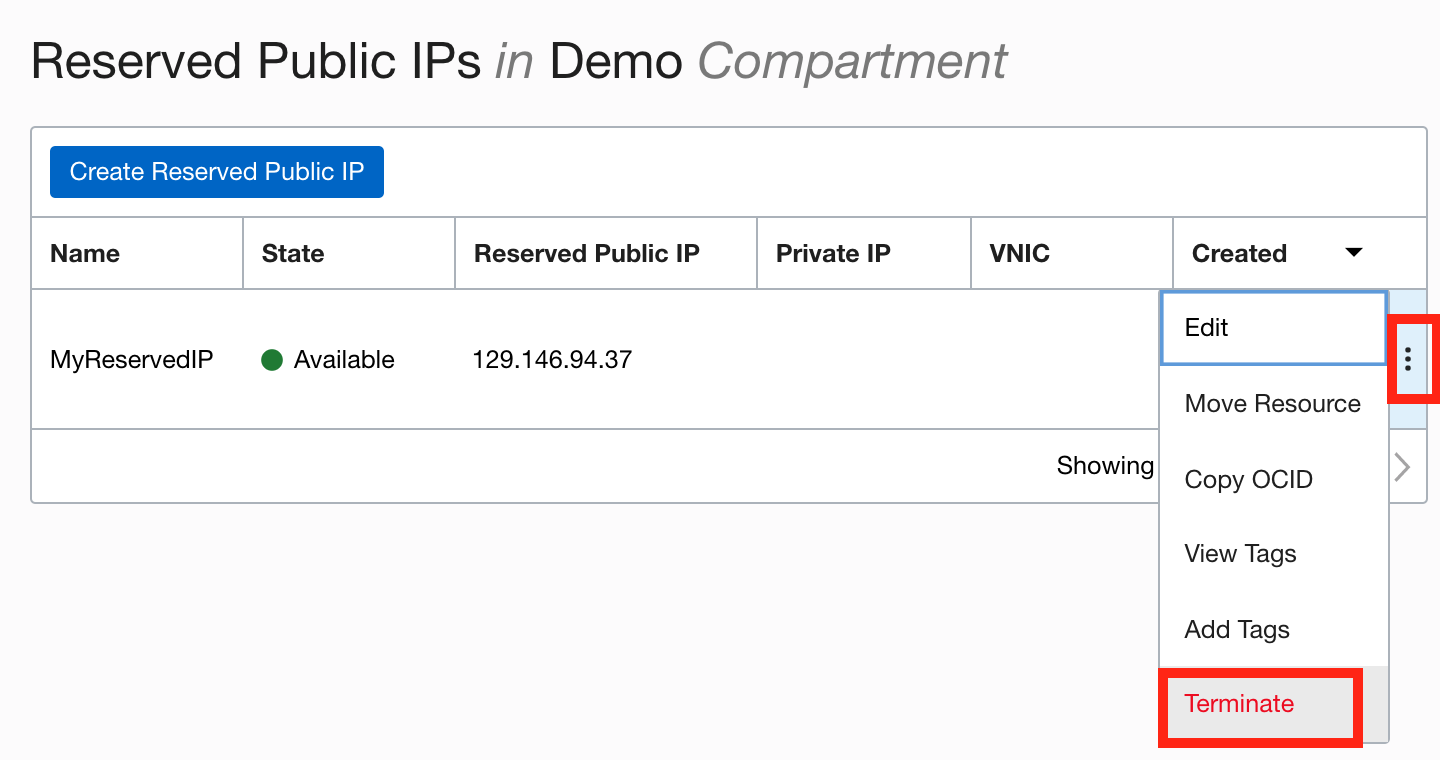 Reserved Public IPs in Demo Compartment
Create Reserved Public IP
Name State Reserved Public IP Private IP VNIC Created
MyReservedIP Available 129.146.94.37
Showing
Edit
Move Resource
Copy OCID
View Tags
Add Tags
Terminate